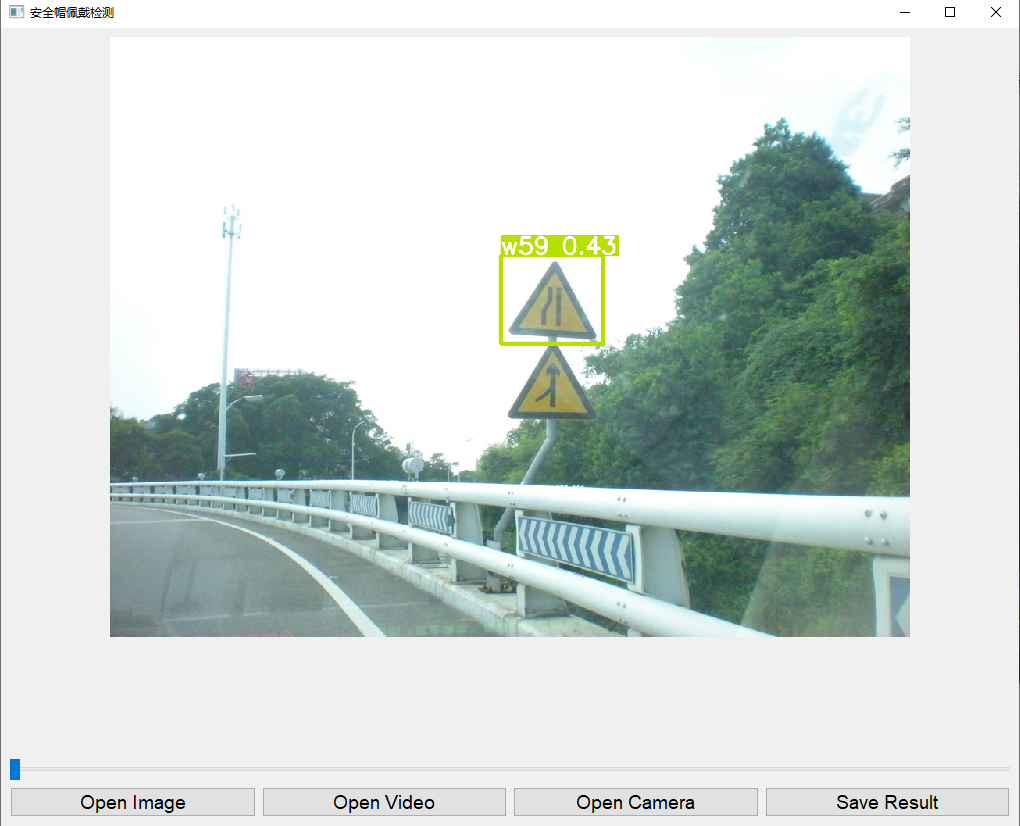 安全帽佩戴检测
w59 0.43
Open Image
Open Video
Open Camera
Save Result